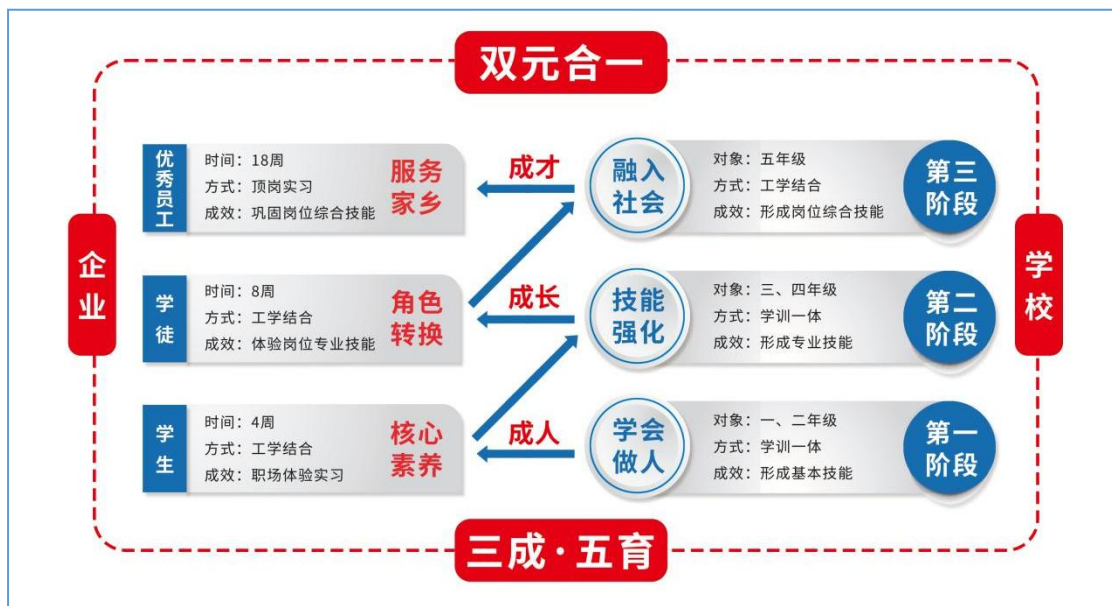 双元合一
企业
学校
优秀员工
时间：18周
方式：顶岗实习
成效：巩固岗位综合技能
服务
家乡
成才
融入
社会
对象：五年级
方式：工学结合
成效：形成岗位综合技能
第三
阶段
学徒
时间：8周
方式：工学结合
成效：体验岗位专业技能
角色
转换
成长
技能
强化
对象：三、四年级
方式：学训一体
成效：形成专业技能
第二
阶段
学生
时间：4周
方式：工学结合
成效：职场体验实习
核心
素养
成人
学会
做人
对象：一、二年级
方式：学训一体
成效：形成基本技能
第一
阶段
三成·五育